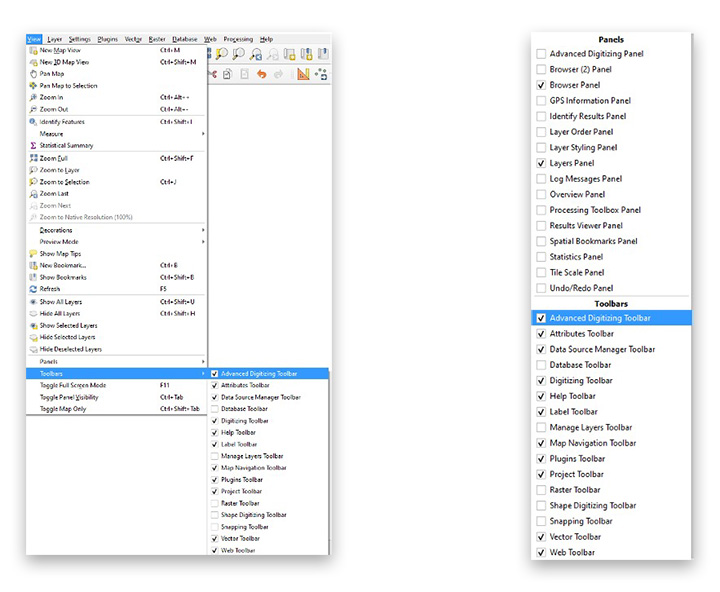 View Layer Settings Plugins Vector Raster Database Web Processing Help
New Map View Ctrl+M
New 3D Map View Ctrl+Shift+M
Pan Map
Pan Map to Selection
Zoom In Ctrl+Alt++
Zoom Out Ctrl+Alt+-
Identify Features Ctrl+Shift+I
Measure
Statistical Summary
Zoom Full Ctrl+Shift+F
Zoom to Layer
Zoom to Selection Ctrl+J
Zoom Last
Zoom Next
Zoom to Native Resolution (100%)
Decorations
Preview Mode
Show Map Tips
New Bookmark... Ctrl+B
Show Bookmarks Ctrl+Shift+B
Refresh F5
Show All Layers Ctrl+Shift+U
Hide All Layers Ctrl+Shift+H
Show Selected Layers
Hide Selected Layers
Hide Deselected Layers
Panels
Toolbars
Toggle Full Screen Mode F11
Toggle Panel Visibility Ctrl+Tab
Toggle Map Only Ctrl+Shift+Tab
Advanced Digitizing Toolbar
Attributes Toolbar
Data Source Manager Toolbar
Database Toolbar
Digitizing Toolbar
Help Toolbar
Label Toolbar
Manage Layers Toolbar
Map Navigation Toolbar
Plugins Toolbar
Project Toolbar
Raster Toolbar
Shape Digitizing Toolbar
Snapping Toolbar
Vector Toolbar
Web Toolbar
Panels
Advanced Digitizing Panel
Browser (2) Panel
Browser Panel
GPS Information Panel
Identify Results Panel
Layer Order Panel
Layer Styling Panel
Layers Panel
Log Messages Panel
Overview Panel
Processing Toolbox Panel
Results Viewer Panel
Spatial Bookmarks Panel
Statistics Panel
Tile Scale Panel
Undo/Redo Panel
Toolbars
Advanced Digitizing Toolbar
Attributes Toolbar
Data Source Manager Toolbar
Database Toolbar
Digitizing Toolbar
Help Toolbar
Label Toolbar
Manage Layers Toolbar
Map Navigation Toolbar
Plugins Toolbar
Project Toolbar
Raster Toolbar
Shape Digitizing Toolbar
Snapping Toolbar
Vector Toolbar
Web Toolbar